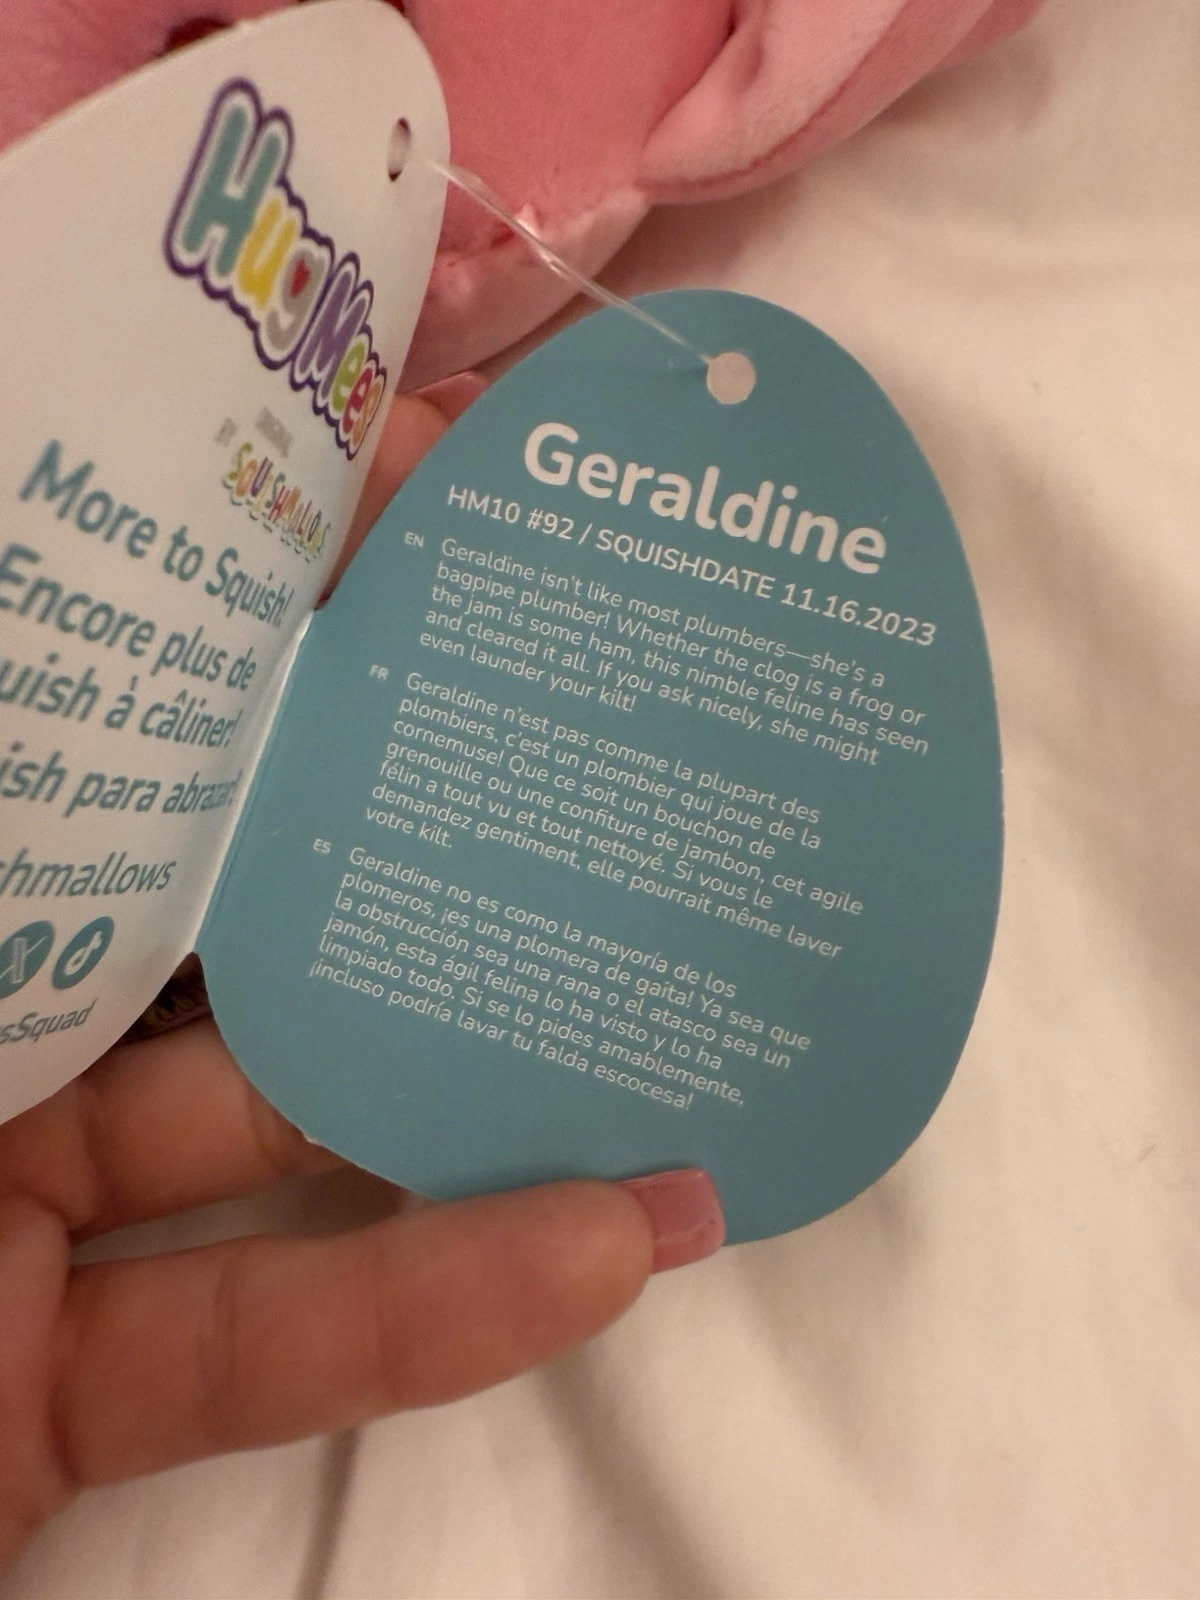 Hug Mees
ORIGINAL
BY SQUISHMALLOWS
More to Squish!
Encore plus de
uish à câliner!
ish para abrazar!
shmallows
sSquad
Geraldine
HM10 #92 / SQUISHDATE 11.16.2023
EN
Geraldine isn't like most plumbers—she's a
bagpipe plumber! Whether the clog is a frog or
the jam is some ham, this nimble feline has seen
and cleared it all. If you ask nicely, she might
even launder your kilt!
FR
Geraldine n'est pas comme la plupart des
plombiers, c'est un plombier qui joue de la
cornemuse! Que ce soit un bouchon de
grenouille ou une confiture de jambon, cet agile
félin a tout vu et tout nettoyé. Si vous le
demandez gentiment, elle pourrait même laver
votre kilt.
ES
Geraldine no es como la mayoría de los
plomeros, ¡es una plomera de gaita! Ya sea que
la obstrucción sea una rana o el atasco sea un
jamón, esta ágil felina lo ha visto y lo ha
limpiado todo. Si se lo pides amablemente,
¡incluso podría lavar tu falda escocesa!